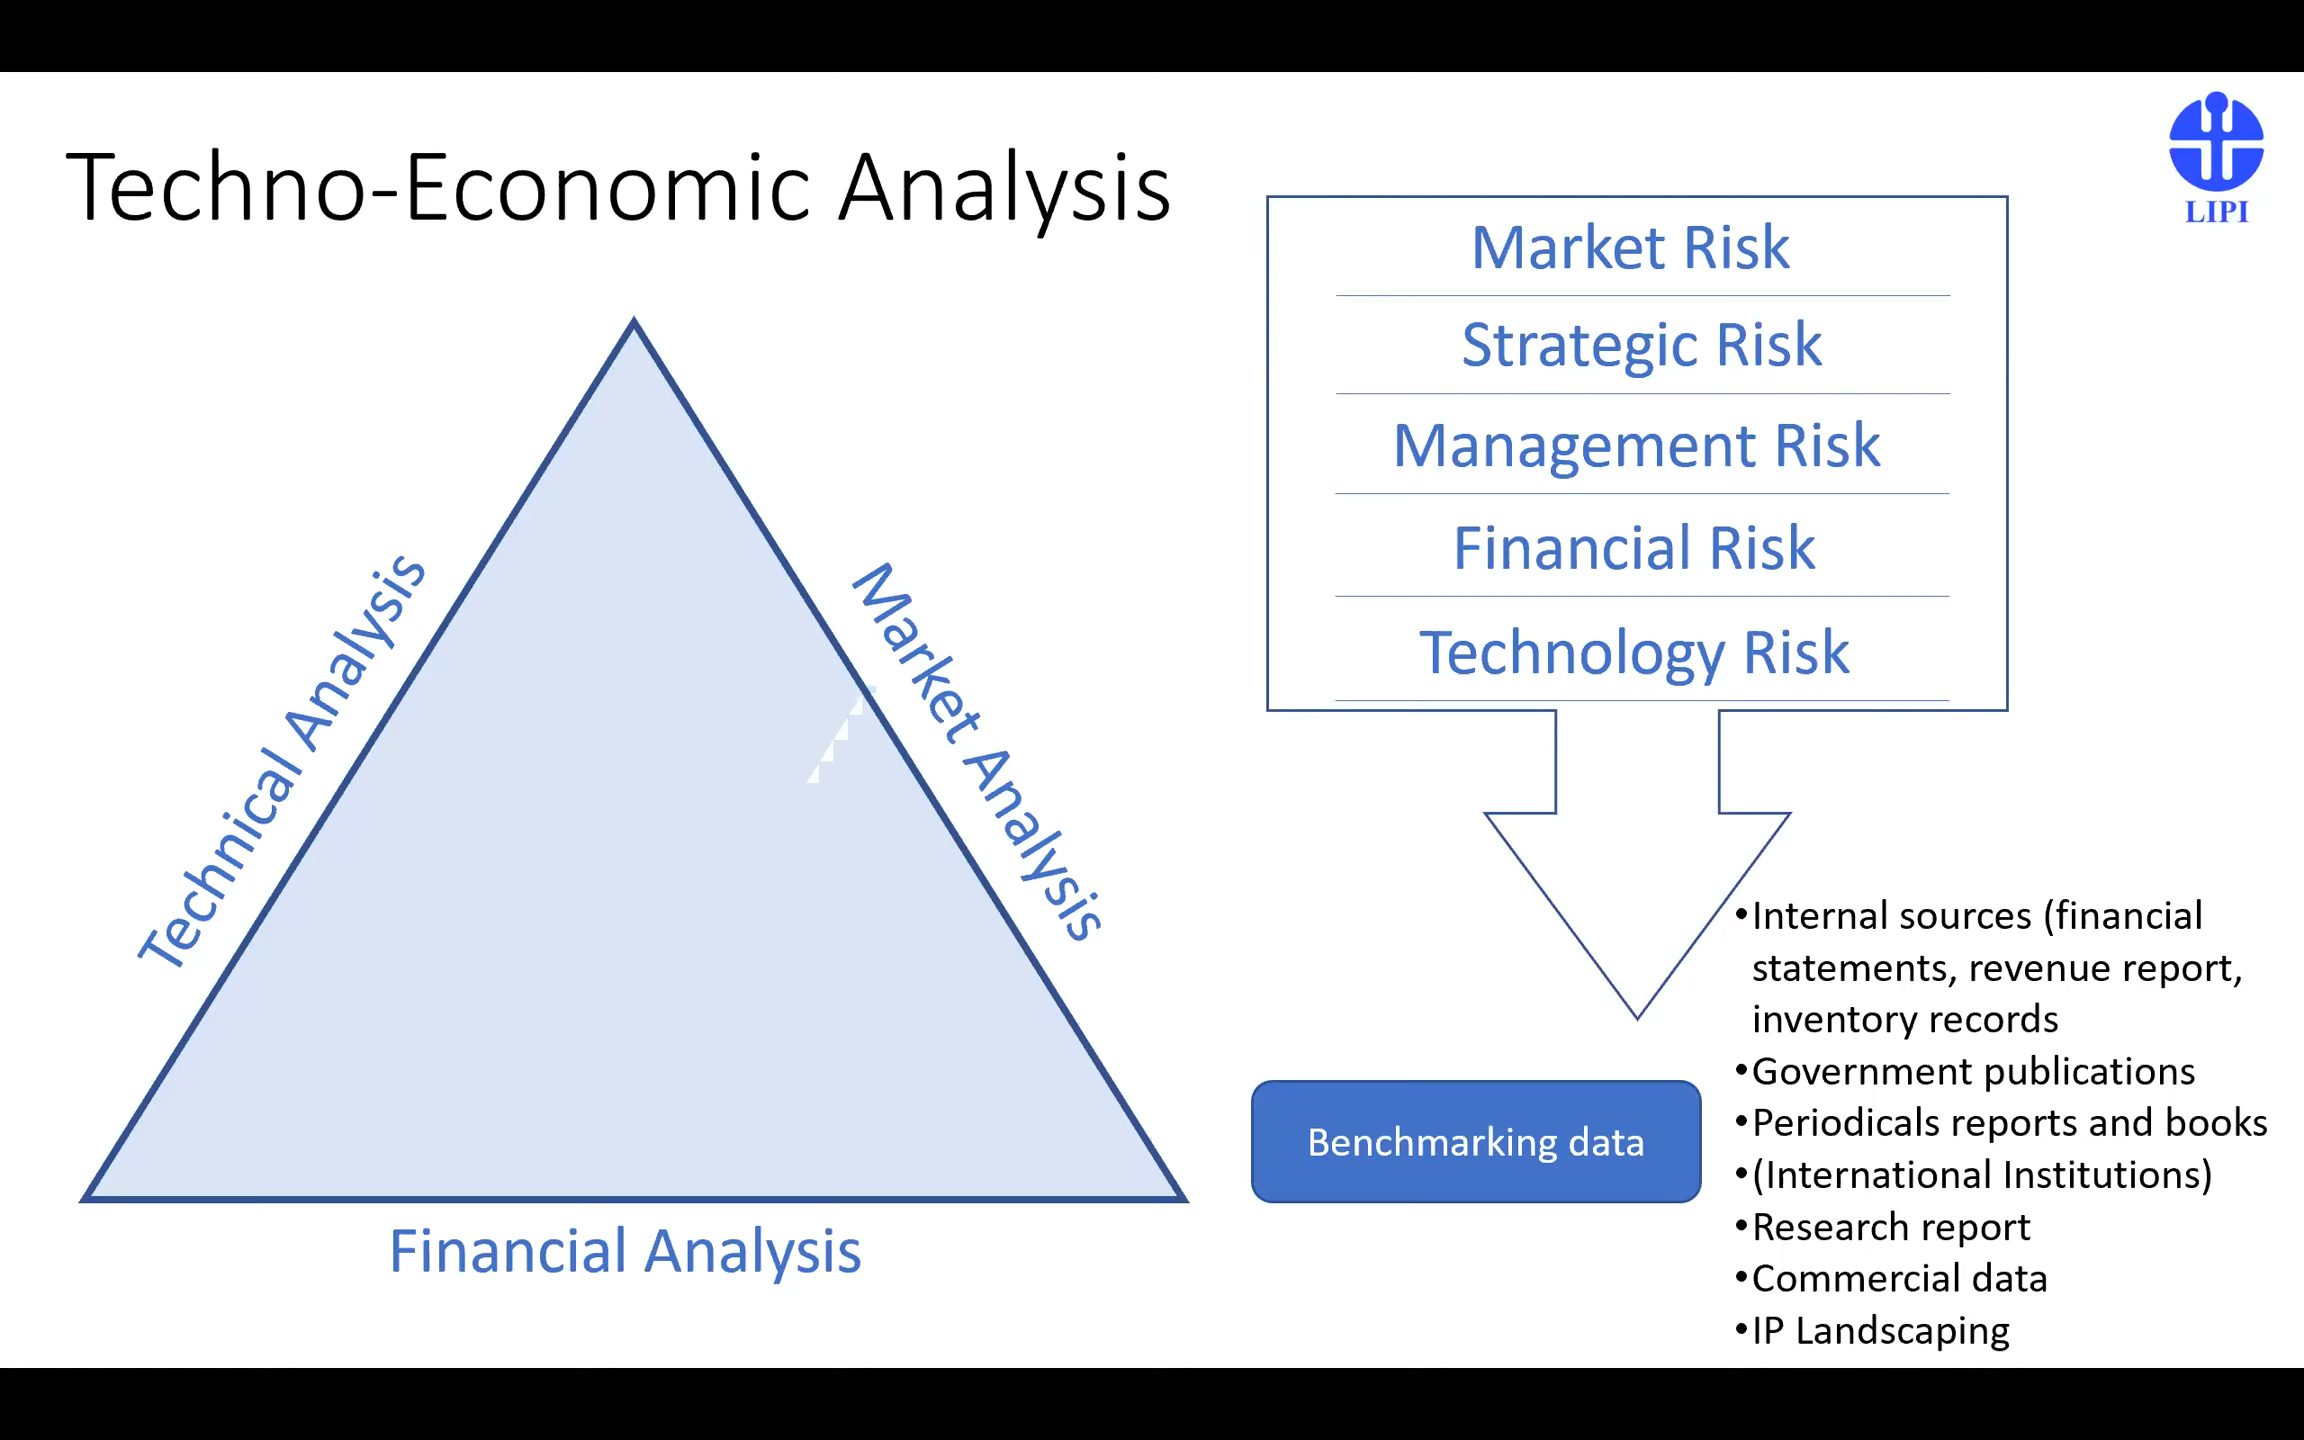 Techno-Economic Analysis
LIPI
Technical Analysis
Market Analysis
Financial Analysis
Market Risk
Strategic Risk
Management Risk
Financial Risk
Technology Risk
Benchmarking data
•Internal sources (financial
statements, revenue report,
inventory records
•Government publications
•Periodicals reports and books
•(International Institutions)
•Research report
•Commercial data
•IP Landscaping